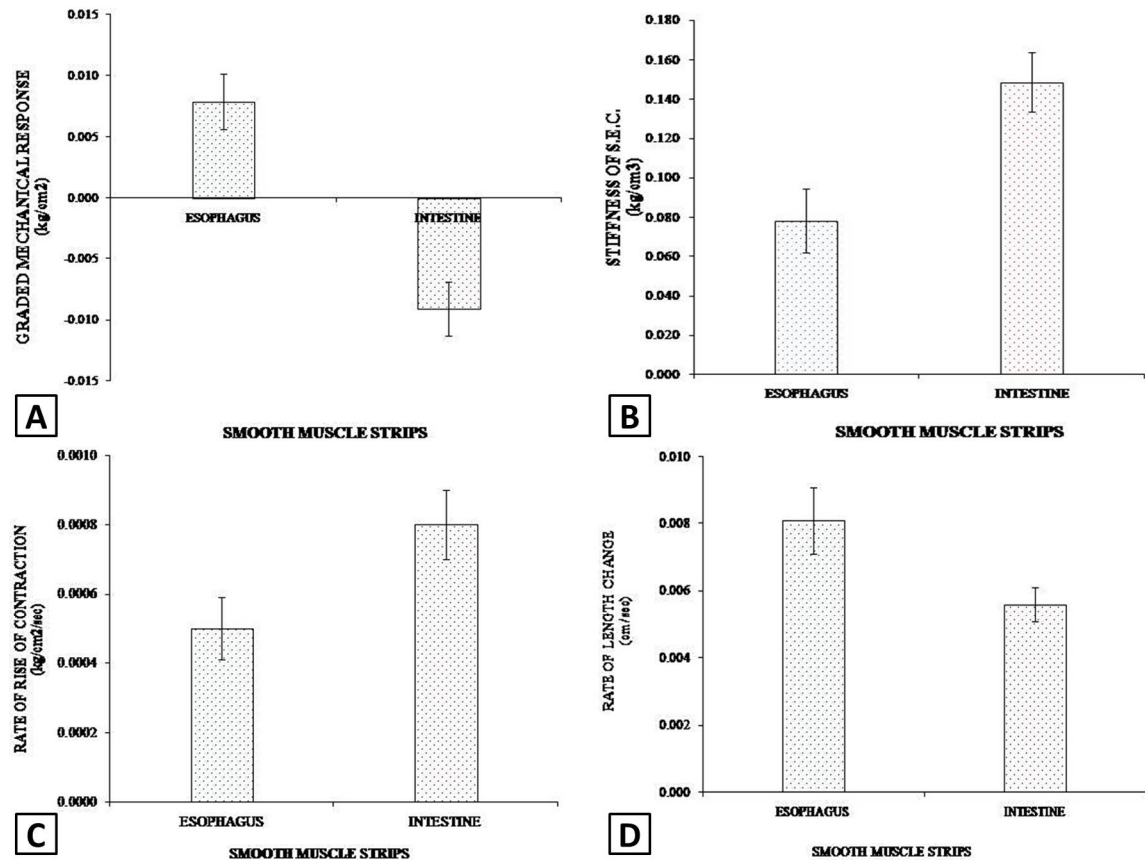 GRADED MECHANICAL RESPONSE
(kg/cm2)
0.015
0.010
0.005
0.000
-0.005
-0.010
-0.015
ESOPHAGUS
INTESTINE
A
SMOOTH MUSCLE STRIPS
STIFFNESS OF S.E.C.
(kg/cm3)
0.180
0.160
0.140
0.120
0.100
0.080
0.060
0.040
0.020
0.000
ESOPHAGUS
INTESTINE
B
SMOOTH MUSCLE STRIPS
RATE OF RISE OF CONTRACTION
(kg/cm2/sec)
0.0010
0.0008
0.0006
0.0004
0.0002
0.0000
ESOPHAGUS
INTESTINE
C
SMOOTH MUSCLE STRIPS
RATE OF LENGTH CHANGE
(cm/sec)
0.010
0.008
0.006
0.004
0.002
0.000
ESOPHAGUS
INTESTINE
D
SMOOTH MUSCLE STRIPS